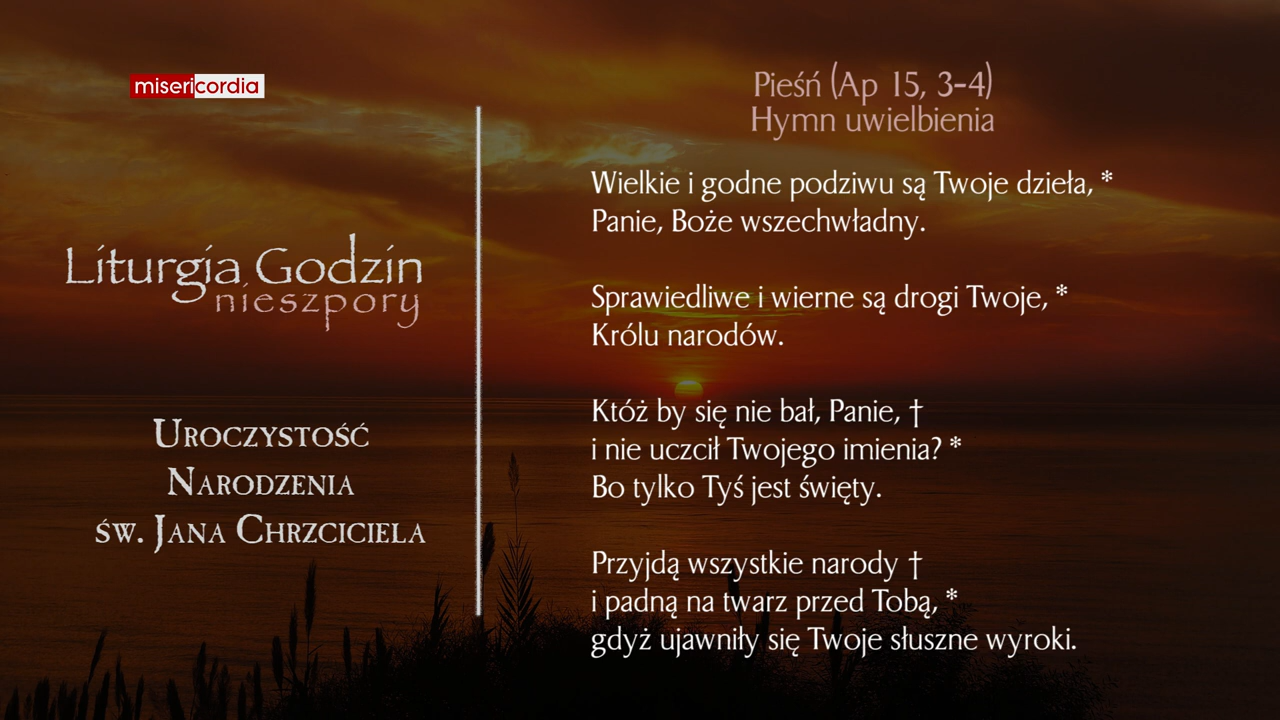 misericordia
Liturgia Godzin
nieszpory
Uroczystość
Narodzenia
św. Jana Chrzciciela
Pieśń (Ap 15, 3-4)
Hymn uwielbienia
Wielkie i godne podziwu są Twoje dzieła, *
Panie, Boże wszechwładny.
Sprawiedliwe i wierne są drogi Twoje, *
Królu narodów.
Któż by się nie bał, Panie, †
i nie uczcił Twojego imienia? *
Bo tylko Tyś jest święty.
Przyjdą wszystkie narody †
i padną na twarz przed Tobą, *
gdyż ujawniły się Twoje słuszne wyroki.